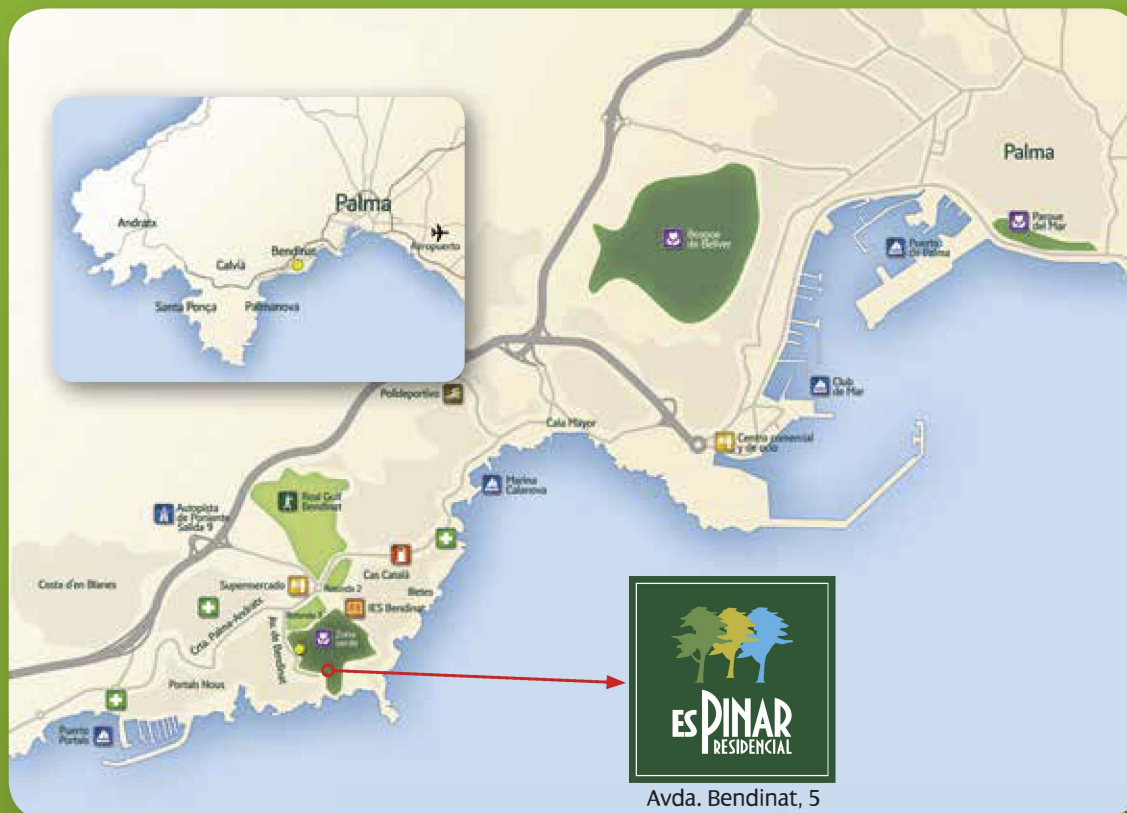 Palma
Andratx
Bendinat
Aeropuerto
Calvià
Santa Ponça
Palmanova
Palma
Bosque
de Bellver
Parque
del Mar
Puerto
de Palma
Club
de Mar
Polideportivo
Cala Mayor
Centro comercial
y de ocio
Marina
Calanova
Real Golf
Bendinat
Autopista
de Poniente
Salida 9
Costa d'en Blanes
Supermercado
Rotonda 2
Cas Català
Illetes
IES Bendinat
Rotonda 1
Crta. Palma-Andratx
Av. de Bendinat
Zona
verde
Portals Nous
Puerto
Portals
ES PINAR
RESIDENCIAL
Avda. Bendinat, 5